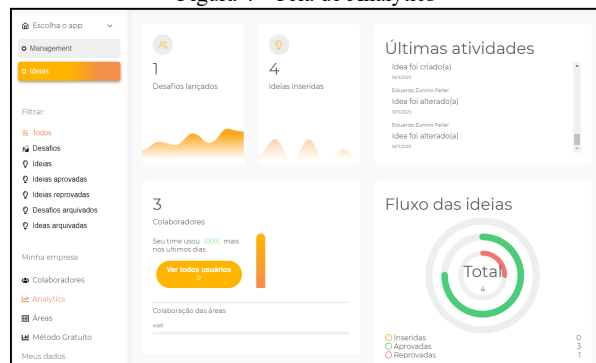 Escolha o app
Management
Ideias
Filtrar:
Todos
Desafios
Ideias
Ideias aprovadas
Ideias reprovadas
Desafios arquivados
Ideas arquivadas
Minha empresa
Colaboradores
Analytics
Áreas
Método Gratuito
Meus dados
1
Desafios lançados
4
Ideias inseridas
Últimas atividades
Idea foi criado(a)
Eduardo Zunino Feller
Idea foi alterado(a)
Eduardo Zunino Feller
Idea foi alterado(a)
3
Colaboradores
Seu time usou 100% mais
nos ultimos dias
Ver todos usuários
Colaboração das áreas
Fluxo das ideias
Total
4
Inseridas 0
Aprovadas 3
Reprovadas 1